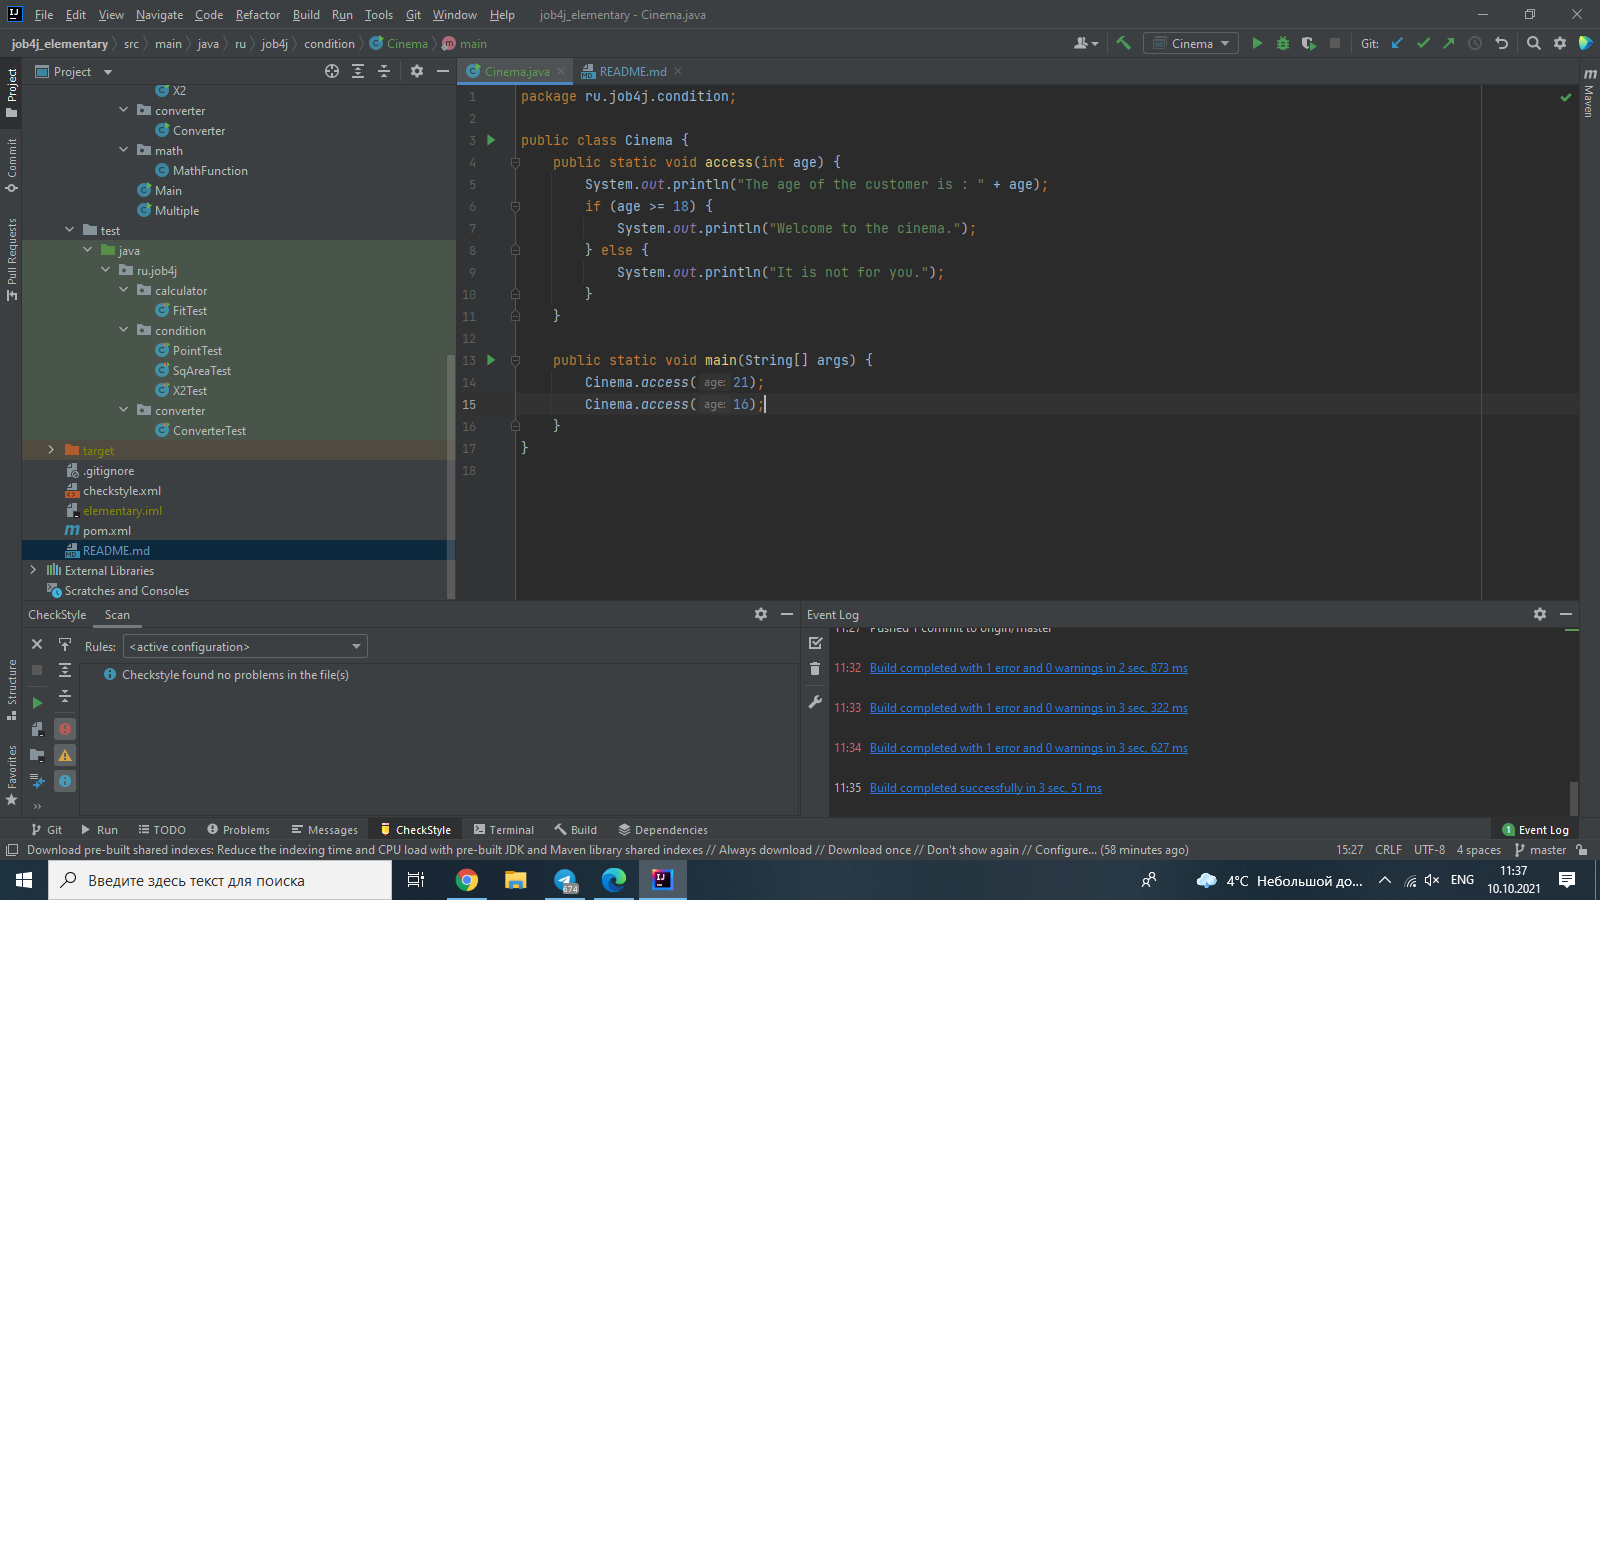 File Edit View Navigate Code Refactor Build Run Tools Git Window Help job4j_elementary - Cinema.java
job4j_elementary src main java ru job4j condition Cinema main
Cinema Git:
Project
Cinema.java README.md
Project
Commit
Pull Requests
Structure
Favorites
Maven
X2
converter
Converter
math
MathFunction
Main
Multiple
test
java
ru.job4j
calculator
FitTest
condition
PointTest
SqAreaTest
X2Test
converter
ConverterTest
target
.gitignore
checkstyle.xml
elementary.iml
pom.xml
README.md
External Libraries
Scratches and Consoles
1 package ru.job4j.condition;
2
3 public class Cinema {
4 public static void access(int age) {
5 System.out.println("The age of the customer is : " + age);
6 if (age >= 18) {
7 System.out.println("Welcome to the cinema.");
8 } else {
9 System.out.println("It is not for you.");
10 }
11 }
12
13 public static void main(String[] args) {
14 Cinema.access( age: 21);
15 Cinema.access( age: 16);
16 }
17 }
18
CheckStyle Scan
Rules: <active configuration>
Checkstyle found no problems in the file(s)
Event Log
11:27 Pushed 1 commit to origin/master
11:32 Build completed with 1 error and 0 warnings in 2 sec, 873 ms
11:33 Build completed with 1 error and 0 warnings in 3 sec, 322 ms
11:34 Build completed with 1 error and 0 warnings in 3 sec, 627 ms
11:35 Build completed successfully in 3 sec, 51 ms
Git Run TODO Problems Messages CheckStyle Terminal Build Dependencies 1 Event Log
Download pre-built shared indexes: Reduce the indexing time and CPU load with pre-built JDK and Maven library shared indexes // Always download // Download once // Don't show again // Configure... (58 minutes ago) 15:27 CRLF UTF-8 4 spaces master
Введите здесь текст для поиска 674 4°C Небольшой до... ENG 11:37
10.10.2021